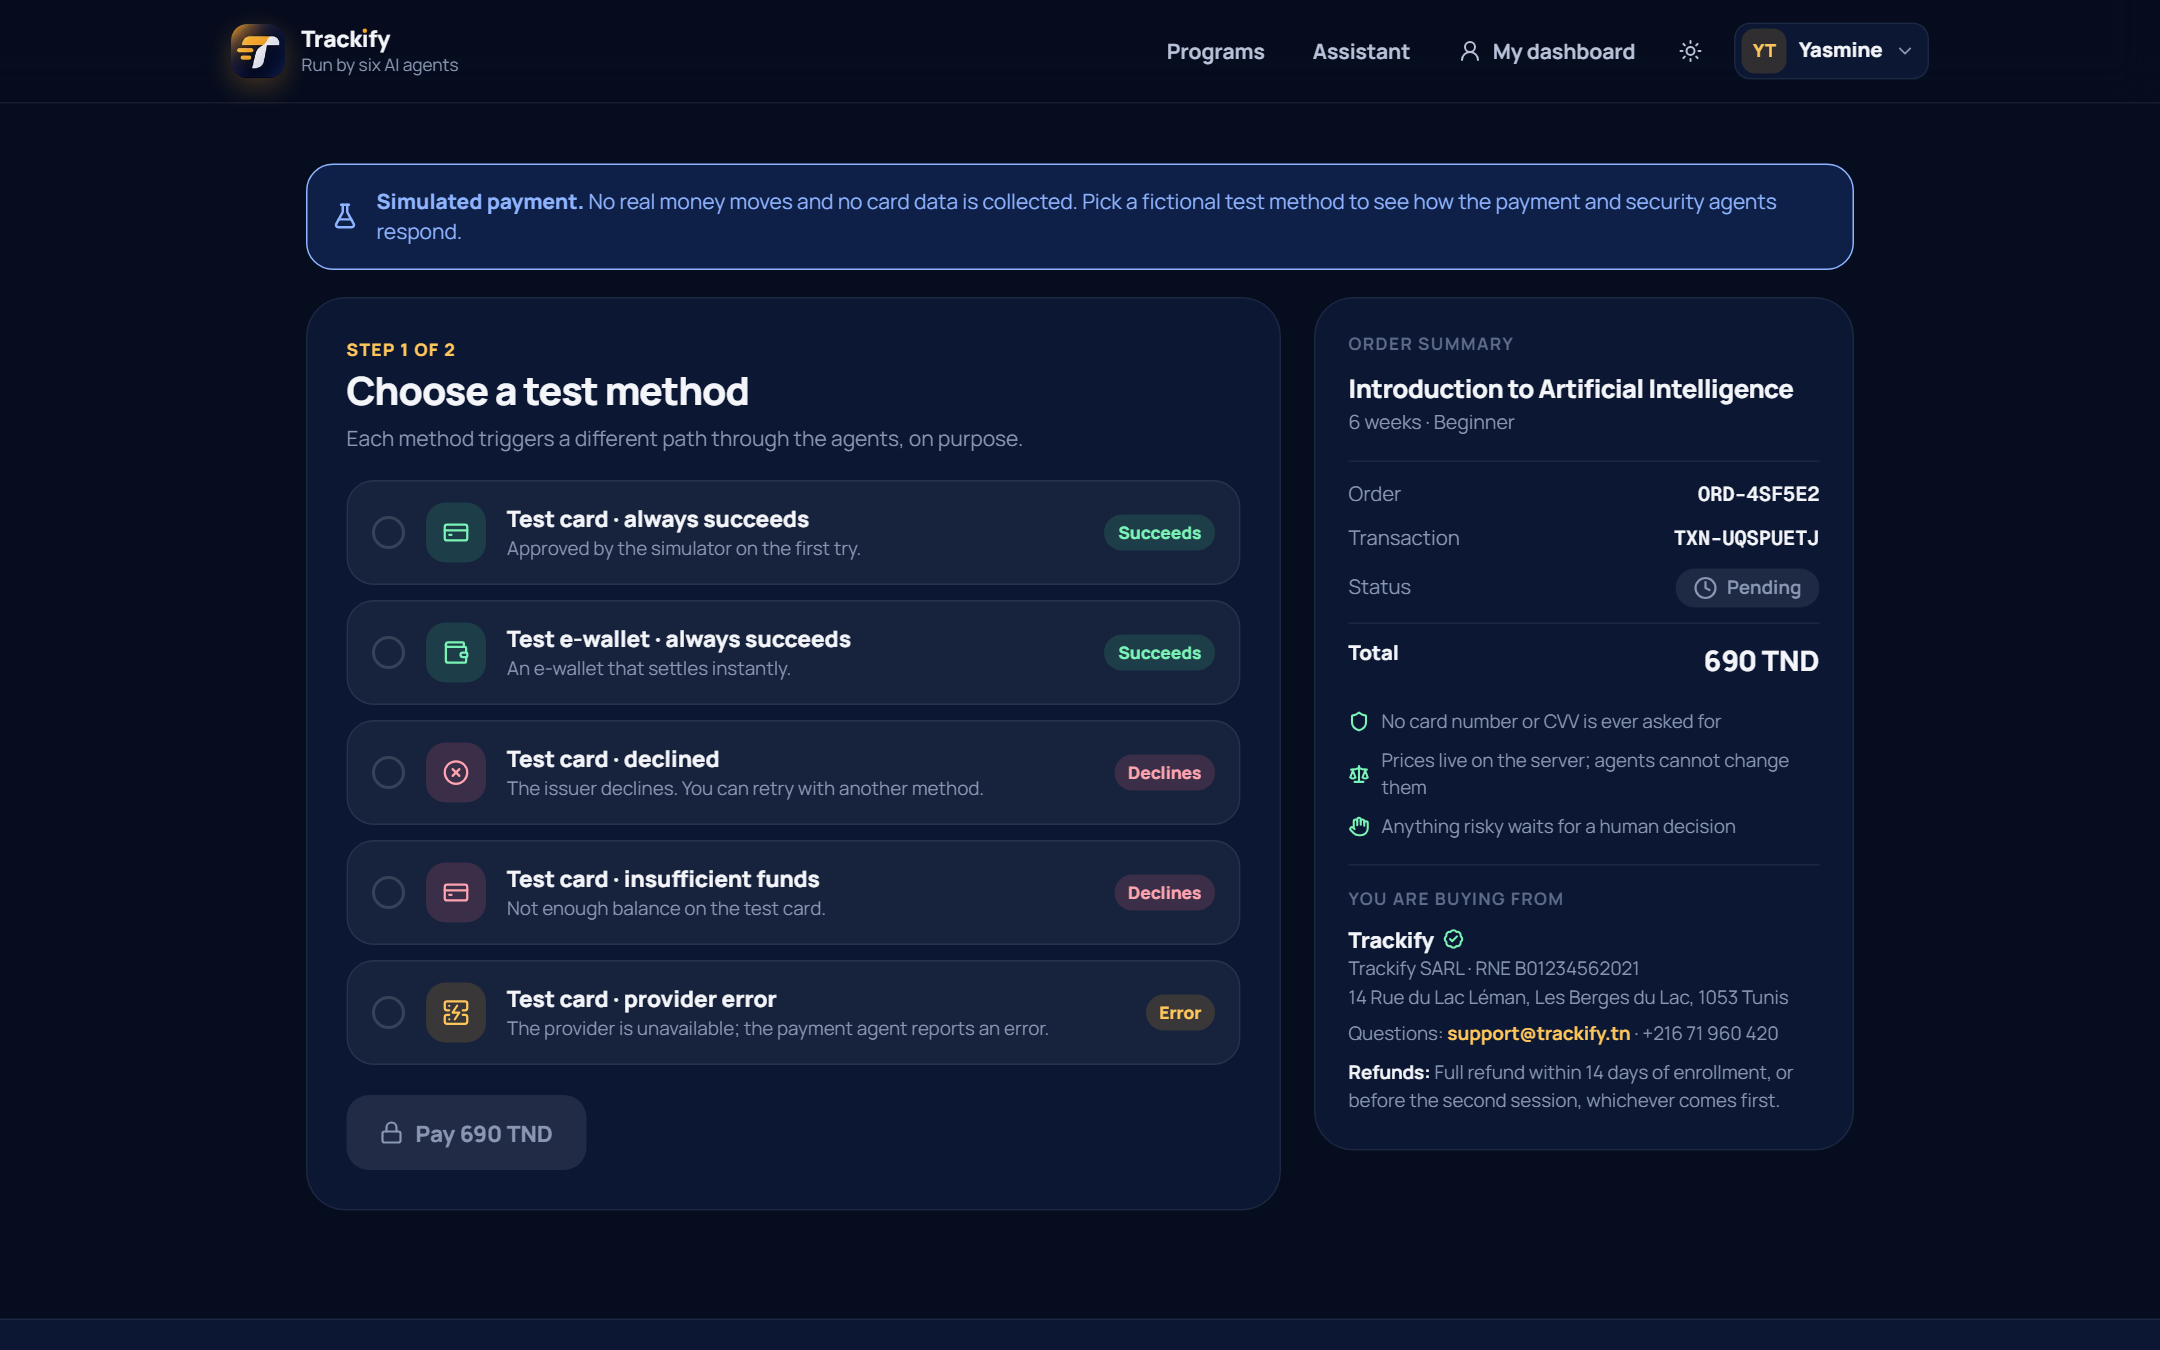 Trackify
Run by six AI agents
Programs
Assistant
My dashboard
YT
Yasmine
Simulated payment. No real money moves and no card data is collected. Pick a fictional test method to see how the payment and security agents
respond.
STEP 1 OF 2
Choose a test method
Each method triggers a different path through the agents, on purpose.
Test card · always succeeds
Approved by the simulator on the first try.
Succeeds
Test e-wallet · always succeeds
An e-wallet that settles instantly.
Succeeds
Test card · declined
The issuer declines. You can retry with another method.
Declines
Test card · insufficient funds
Not enough balance on the test card.
Declines
Test card · provider error
The provider is unavailable; the payment agent reports an error.
Error
Pay 690 TND
ORDER SUMMARY
Introduction to Artificial Intelligence
6 weeks · Beginner
Order ORD-4SF5E2
Transaction TXN-UQSPUETJ
Status Pending
Total 690 TND
No card number or CVV is ever asked for
Prices live on the server; agents cannot change
them
Anything risky waits for a human decision
YOU ARE BUYING FROM
Trackify
Trackify SARL · RNE B01234562021
14 Rue du Lac Léman, Les Berges du Lac, 1053 Tunis
Questions: support@trackify.tn · +216 71 960 420
Refunds: Full refund within 14 days of enrollment, or
before the second session, whichever comes first.